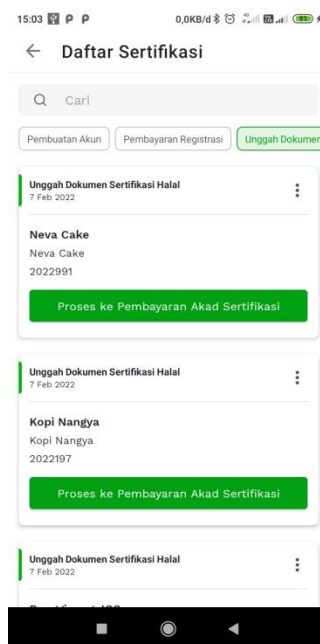 15:03
0,0KB/d
93
Daftar Sertifikasi
Cari
Pembuatan Akun
Pembayaran Registrasi
Unggah Dokumen
Unggah Dokumen Sertifikasi Halal
7 Feb 2022
Neva Cake
Neva Cake
2022991
Proses ke Pembayaran Akad Sertifikasi
Unggah Dokumen Sertifikasi Halal
7 Feb 2022
Kopi Nangya
Kopi Nangya
2022197
Proses ke Pembayaran Akad Sertifikasi
Unggah Dokumen Sertifikasi Halal
7 Feb 2022